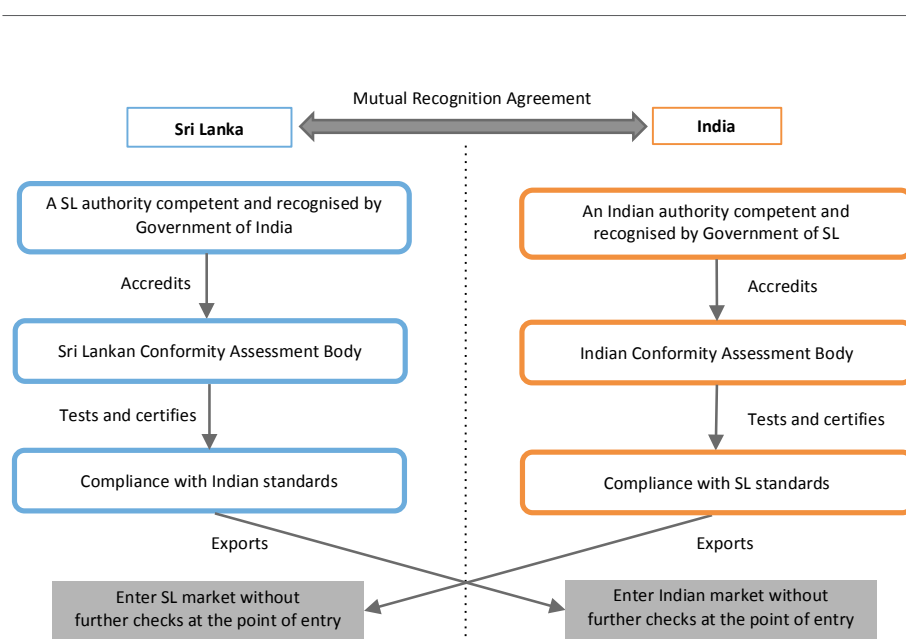 Mutual Recognition Agreement
Sri Lanka
India
A SL authority competent and recognised by
Government of India
An Indian authority competent and
recognised by Government of SL
Accredits
Accredits
Sri Lankan Conformity Assessment Body
Indian Conformity Assessment Body
Tests and certifies
Tests and certifies
Compliance with Indian standards
Compliance with SL standards
Exports
Exports
Enter SL market without
further checks at the point of entry
Enter Indian market without
further checks at the point of entry